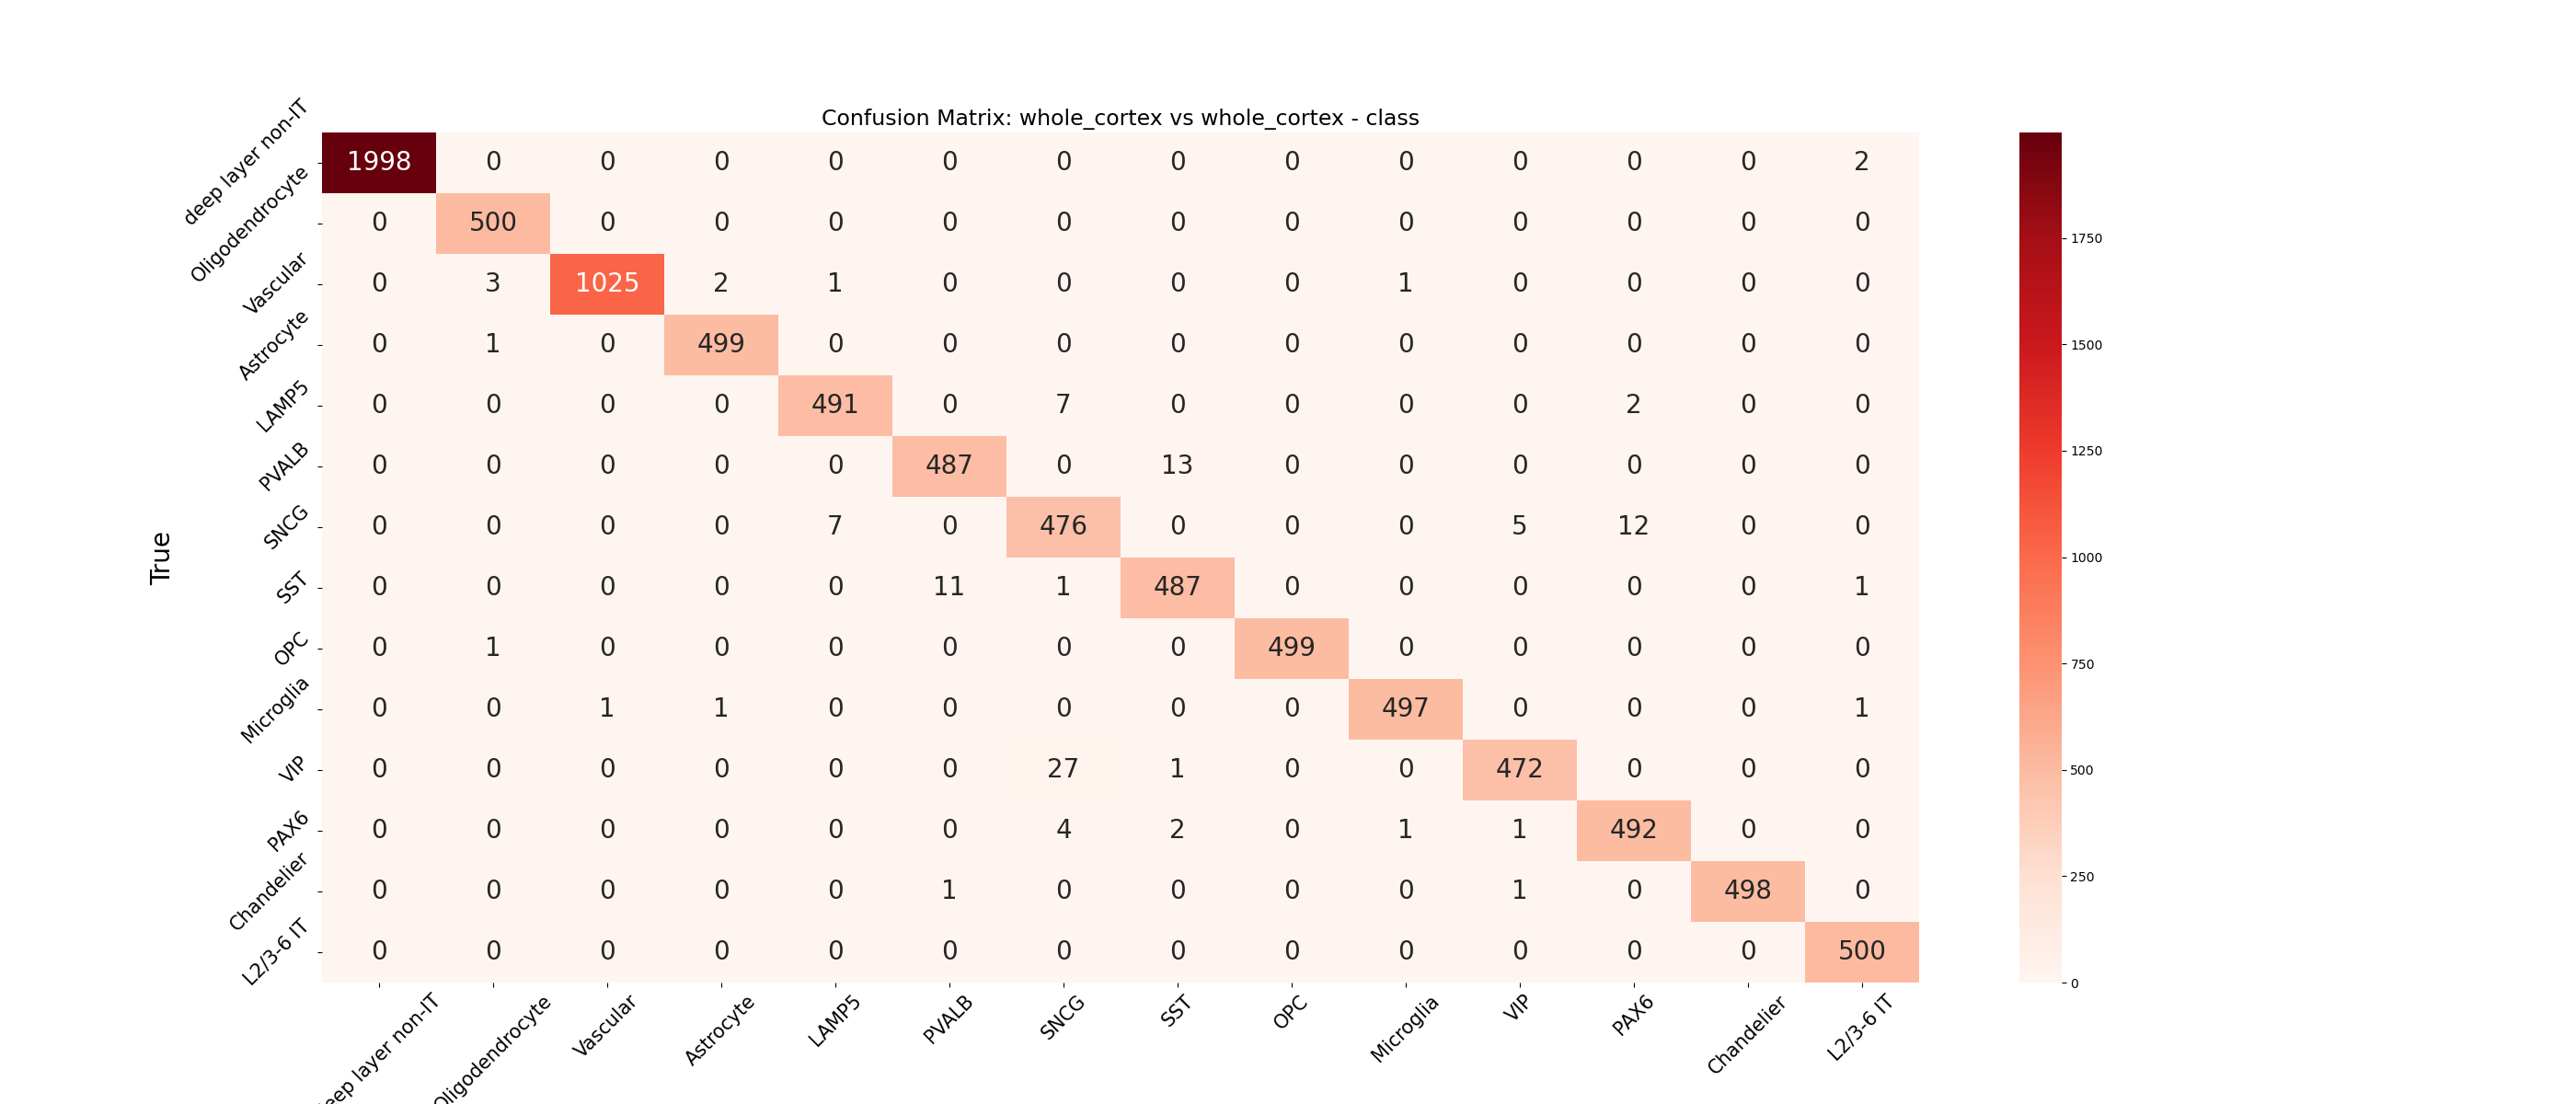 Confusion Matrix: whole_cortex vs whole_cortex - class
True
deep layer non-IT 1998 0 0 0 0 0 0 0 0 0 0 0 0 2
Oligodendrocyte 0 500 0 0 0 0 0 0 0 0 0 0 0 0
Vascular 0 3 1025 2 1 0 0 0 0 1 0 0 0 0
Astrocyte 0 1 0 499 0 0 0 0 0 0 0 0 0 0
LAMP5 0 0 0 0 491 0 7 0 0 0 0 2 0 0
PVALB 0 0 0 0 0 487 0 13 0 0 0 0 0 0
SNCG 0 0 0 0 7 0 476 0 0 0 5 12 0 0
SST 0 0 0 0 0 11 1 487 0 0 0 0 0 1
OPC 0 1 0 0 0 0 0 0 499 0 0 0 0 0
Microglia 0 0 1 1 0 0 0 0 0 497 0 0 0 1
VIP 0 0 0 0 0 0 27 1 0 0 472 0 0 0
PAX6 0 0 0 0 0 0 4 2 0 1 1 492 0 0
Chandelier 0 0 0 0 0 1 0 0 0 0 1 0 498 0
L2/3-6 IT 0 0 0 0 0 0 0 0 0 0 0 0 0 500
layer non-IT
Oligodendrocyte
Vascular
Astrocyte
LAMP5
PVALB
SNCG
SST
OPC
Microglia
VIP
PAX6
Chandelier
L2/3-6 IT
1750
1500
1250
1000
750
500
250
0